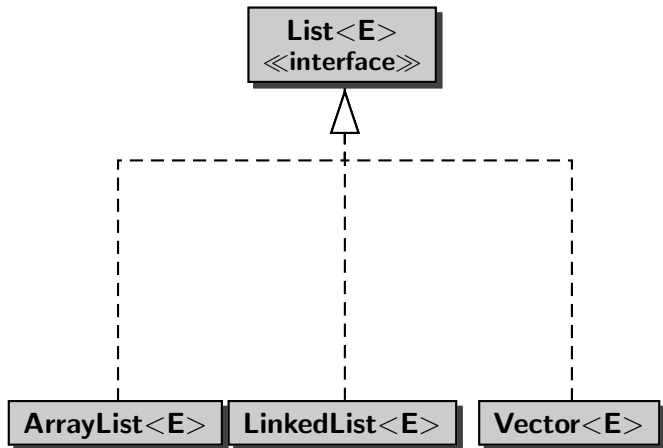 List<E>
≪interface≫
ArrayList<E>
LinkedList<E>
Vector<E>